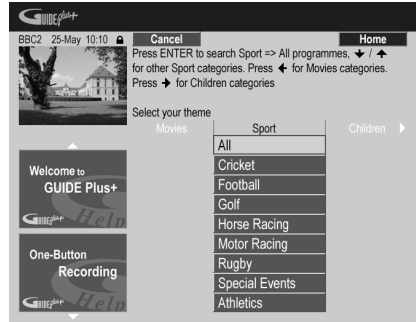 GUIDE plus+
BBC2 25-May 10:10 Cancel Home
Press ENTER to search Sport => All programmes, ↓ / ↑
for other Sport categories. Press ← for Movies categories.
Press → for Children categories
Select your theme
Movies Sport Children
All
Cricket
Football
Golf
Horse Racing
Motor Racing
Rugby
Special Events
Athletics
Welcome to
GUIDE Plus+
GUIDE plus+ Help
One-Button
Recording
GUIDE plus+ Help